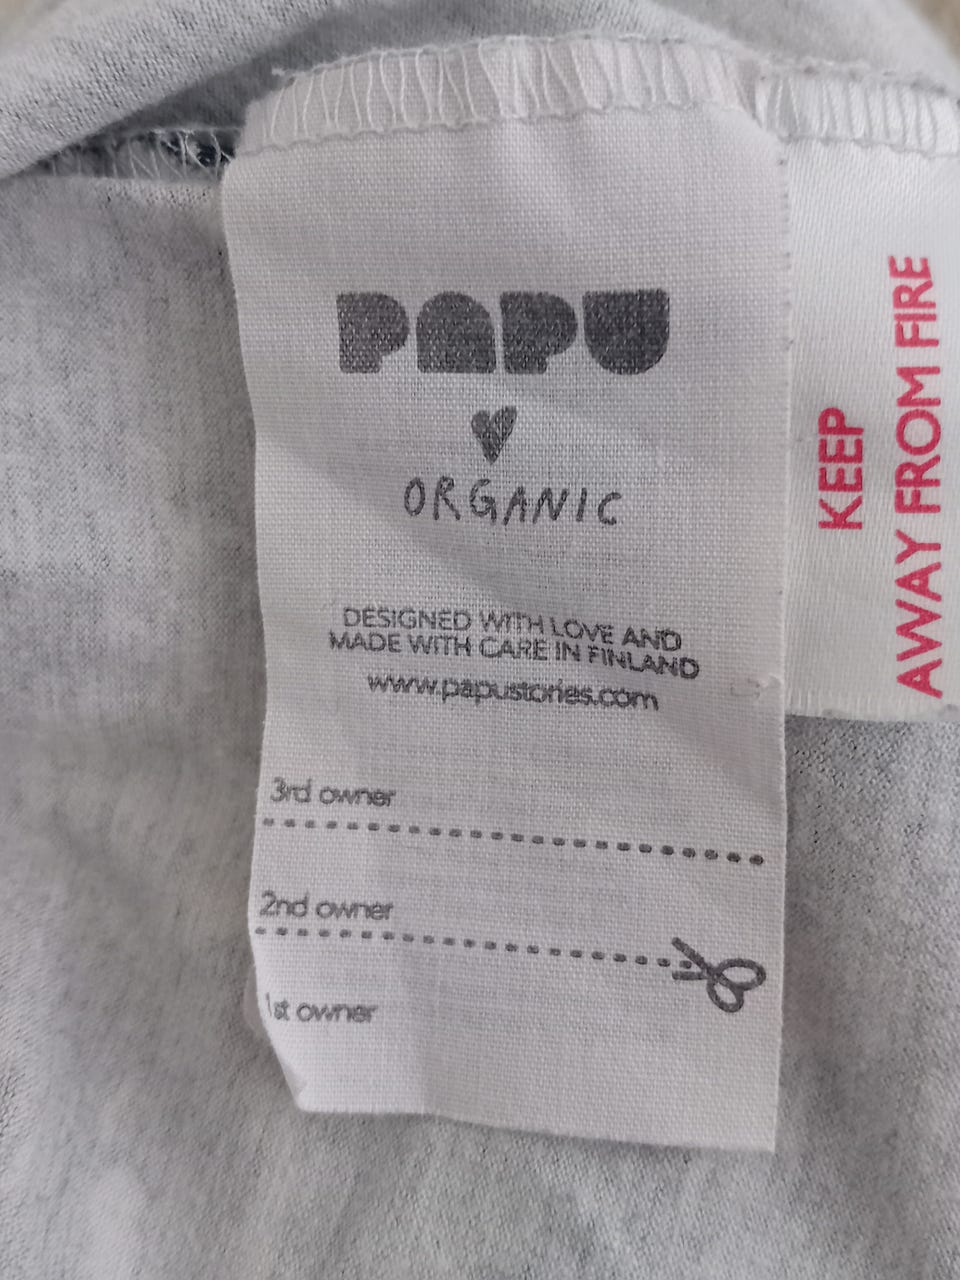 PAPU
ORGANIC
DESIGNED WITH LOVE AND
MADE WITH CARE IN FINLAND
www.papustories.com
3rd owner
2nd owner
1st owner
KEEP
AWAY FROM FIRE